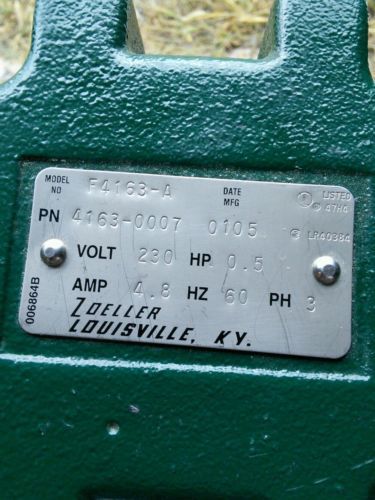 MODEL NO F4163-A DATE MFG LISTED 47H4
PN 4163-0007 0105 LR40384
VOLT 230 HP 0.5
AMP 4.8 HZ 60 PH 3
ZOELLER
LOUISVILLE, KY.
006864B